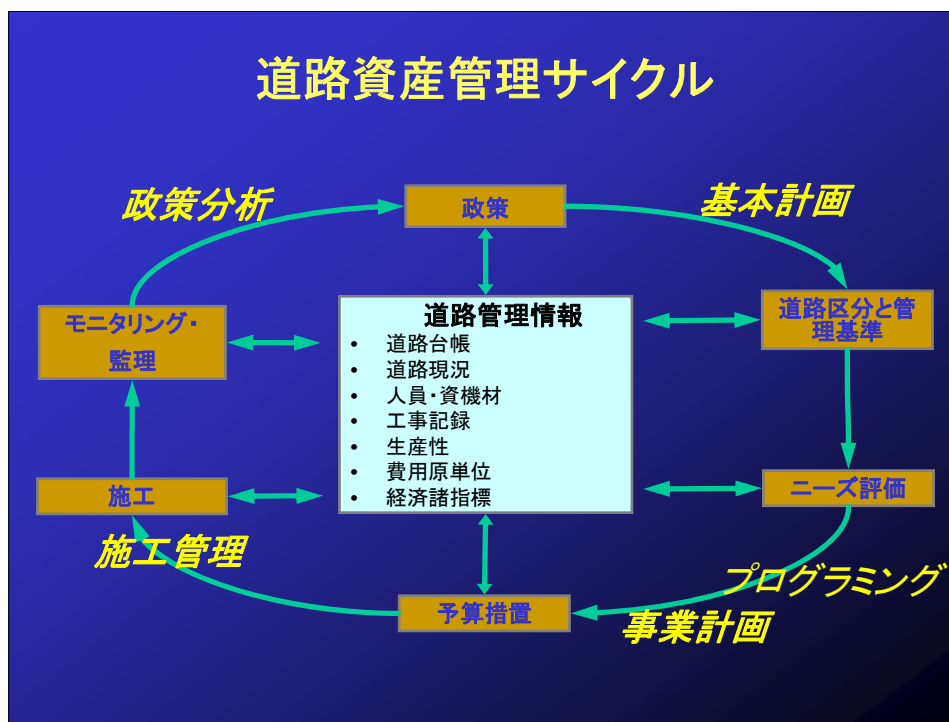 道路資産管理サイクル
政策分析
政策
基本計画
モニタリング・
監理
道路管理情報
• 道路台帳
• 道路現況
• 人員・資機材
• 工事記録
• 生産性
• 費用原単位
• 経済諸指標
道路区分と管
理基準
施工
ニーズ評価
施工管理
予算措置
プログラミング
事業計画